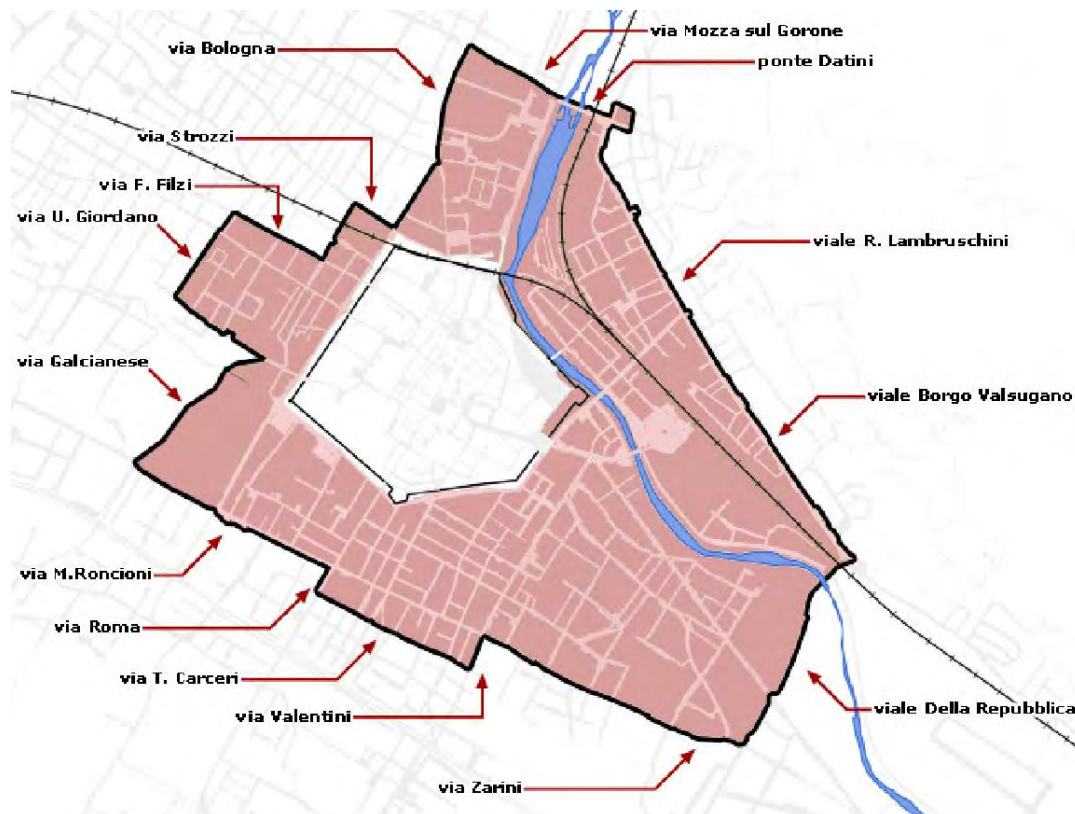 via Mozza sul Gorone
via Bologna
ponte Datini
via Strozzi
via F. Filzi
via U. Giordano
viale R. Lambruschini
via Galcianese
viale Borgo Valsugano
via M.Roncioni
via Roma
via T. Carceri
viale Della Repubblica
via Valentini
via Zarini